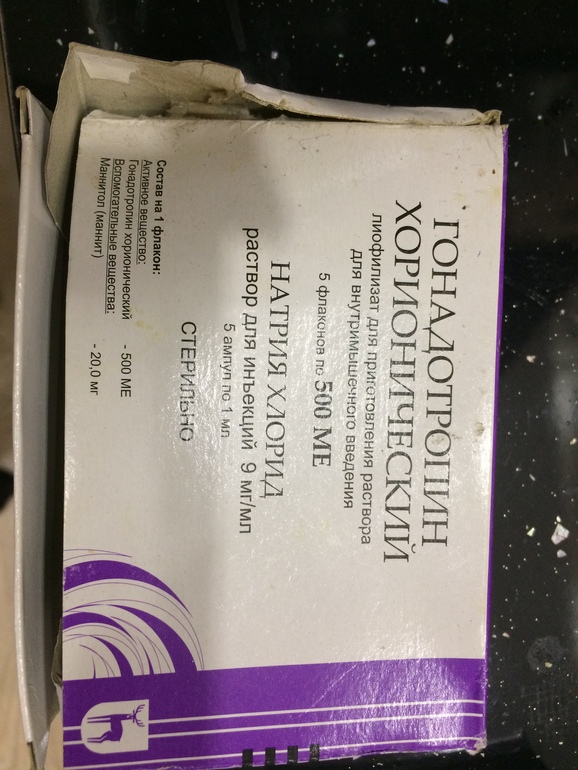 ГОНАДОТРОПИН
ХОРИОНИЧЕСКИЙ
лиофилизат для приготовления раствора
для внутримышечного введения
5 флаконов по 500 МЕ
НАТРИЯ ХЛОРИД
раствор для инъекций 9 мг/мл
5 ампул по 1 мл
СТЕРИЛЬНО
Состав на 1 флакон:
Активное вещество:
Гонадотропин хорионический - 500 МЕ
Вспомогательные вещества:
Маннитол (маннит) - 20,0 мг